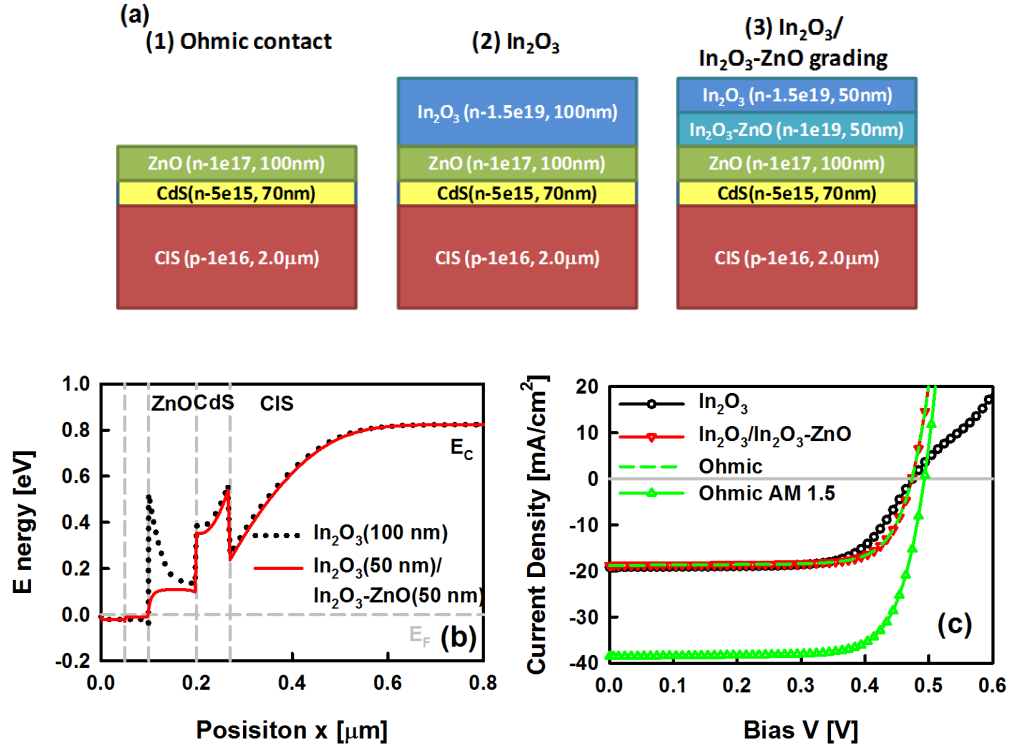 (a)
(1) Ohmic contact
(2) In₂O₃
(3) In₂O₃/
In₂O₃-ZnO grading
In₂O₃ (n-1.5e19, 100nm)
In₂O₃ (n-1.5e19, 50nm)
In₂O₃-ZnO (n-1e19, 50nm)
ZnO (n-1e17, 100nm)
ZnO (n-1e17, 100nm)
ZnO (n-1e17, 100nm)
CdS(n-5e15, 70nm)
CdS (n-5e15, 70nm)
CdS (n-5e15, 70nm)
CIS (p-1e16, 2.0μm)
CIS (p-1e16, 2.0μm)
CIS (p-1e16, 2.0μm)
E nergy [eV]
1.0
0.8
0.6
0.4
0.2
0.0
-0.2
ZnO
CdS
CIS
E_C
In₂O₃(100 nm)
In₂O₃(50 nm)/
In₂O₃-ZnO(50 nm)
E_F
(b)
0.0 0.2 0.4 0.6 0.8
Posisiton x [μm]
Current Density [mA/cm²]
20
10
0
-10
-20
-30
-40
In₂O₃
In₂O₃/In₂O₃-ZnO
Ohmic
Ohmic AM 1.5
(c)
0.0 0.1 0.2 0.3 0.4 0.5 0.6
Bias V [V]